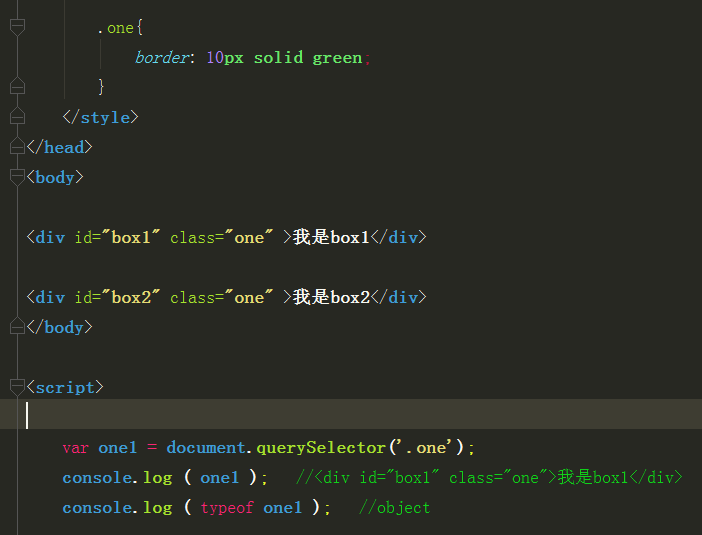 .one{
border: 10px solid green;
}
</style>
</head>
<body>
<div id="box1" class="one" >我是box1</div>
<div id="box2" class="one" >我是box2</div>
</body>
<script>
var one1 = document.querySelector('.one');
console.log ( one1 );   //<div id="box1" class="one">我是box1</div>
console.log ( typeof one1 );   //object